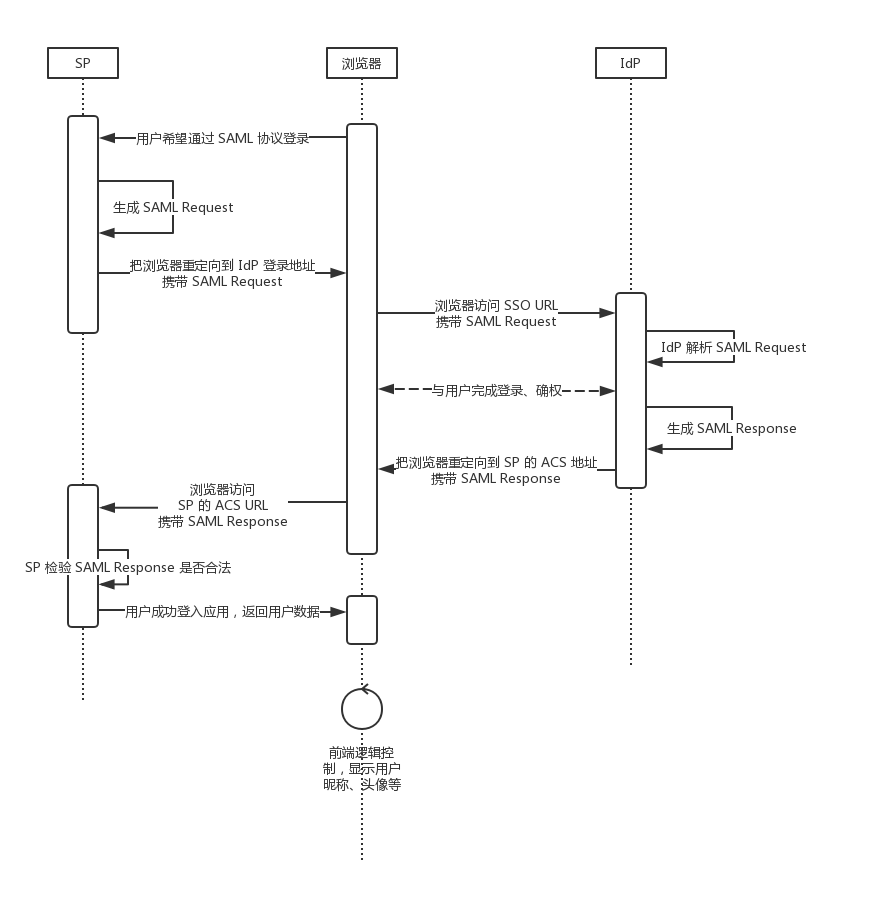 SP
浏览器
IdP
用户希望通过 SAML 协议登录
生成 SAML Request
把浏览器重定向到 IdP 登录地址
携带 SAML Request
浏览器访问 SSO URL
携带 SAML Request
IdP 解析 SAML Request
与用户完成登录、确权
生成 SAML Response
把浏览器重定向到 SP 的 ACS 地址
携带 SAML Response
浏览器访问
SP 的 ACS URL
携带 SAML Response
SP 检验 SAML Response 是否合法
用户成功登入应用，返回用户数据
前端逻辑控
制，显示用户
昵称、头像等